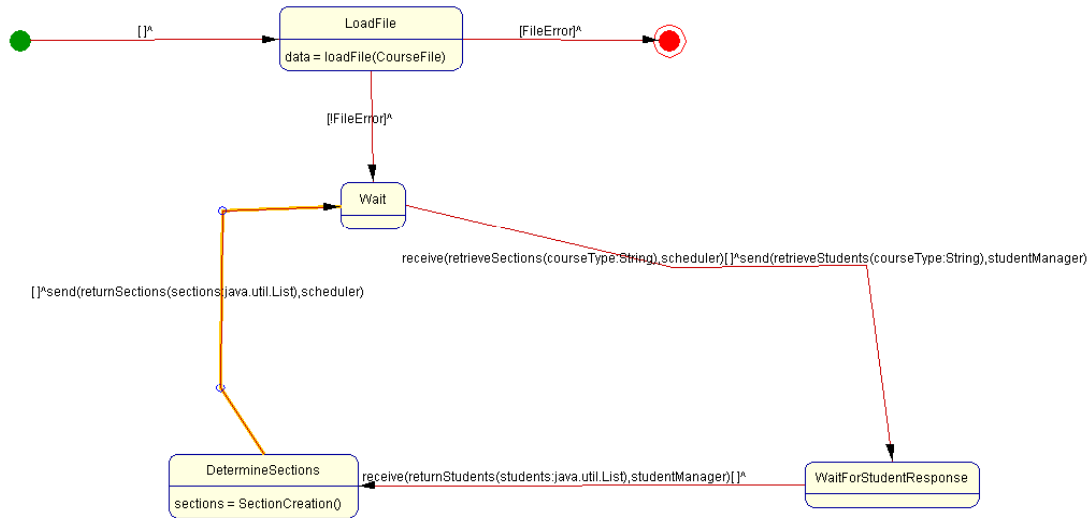 LoadFile
[ ]^
[FileError]^
data = loadFile(CourseFile)
[!FileError]^
Wait
receive(retrieveSections(courseType:String),scheduler)[ ]^send(retrieveStudents(courseType:String),studentManager)
[ ]^send(returnSections(sections:java.util.List),scheduler)
DetermineSections
receive(returnStudents(students:java.util.List),studentManager)[ ]^
WaitForStudentResponse
sections = SectionCreation()